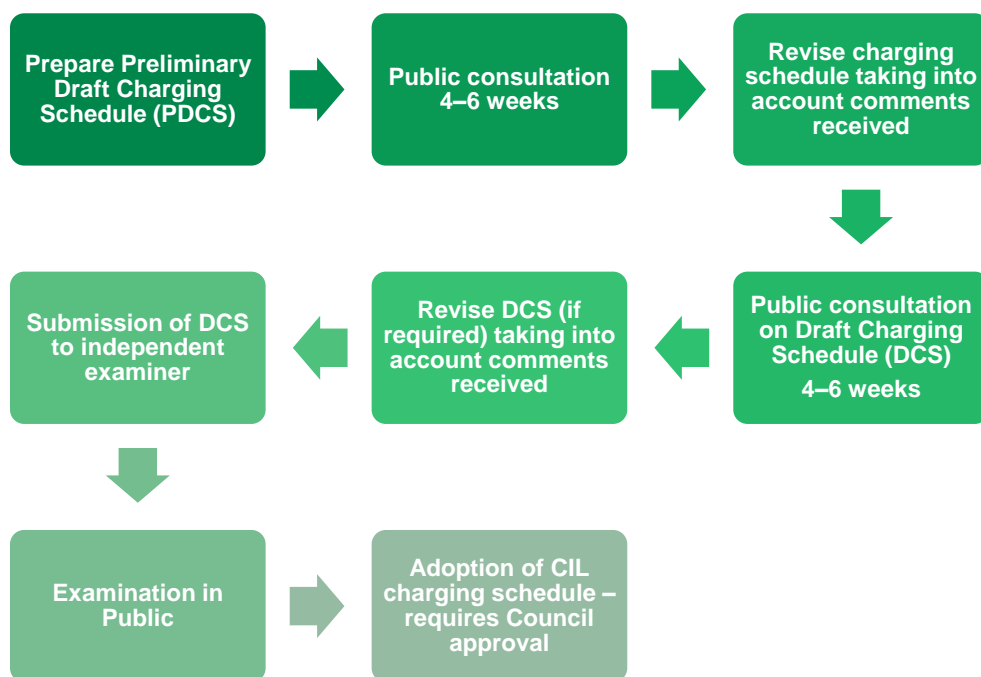 Prepare Preliminary
Draft Charging
Schedule (PDCS)
Public consultation
4–6 weeks
Revise charging
schedule taking into
account comments
received
Public consultation
on Draft Charging
Schedule (DCS)
4–6 weeks
Revise DCS (if
required) taking into
account comments
received
Submission of DCS
to independent
examiner
Examination in
Public
Adoption of CIL
charging schedule –
requires Council
approval